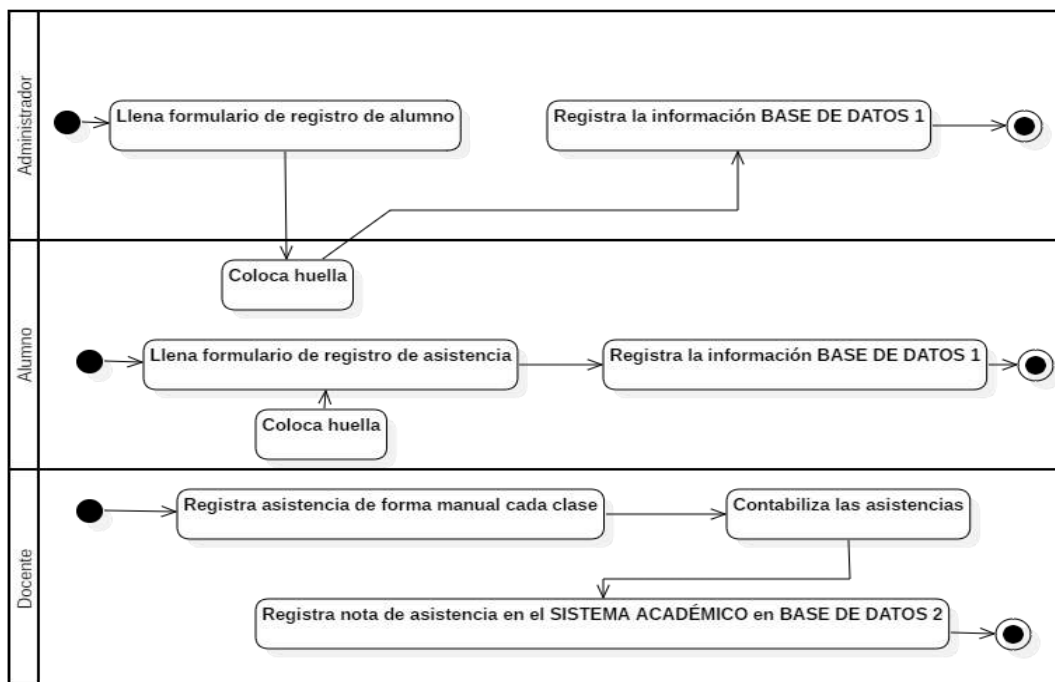 Administrador
Llena formulario de registro de alumno
Registra la información BASE DE DATOS 1
Coloca huella
Alumno
Llena formulario de registro de asistencia
Registra la información BASE DE DATOS 1
Coloca huella
Docente
Registra asistencia de forma manual cada clase
Contabiliza las asistencias
Registra nota de asistencia en el SISTEMA ACADÉMICO en BASE DE DATOS 2